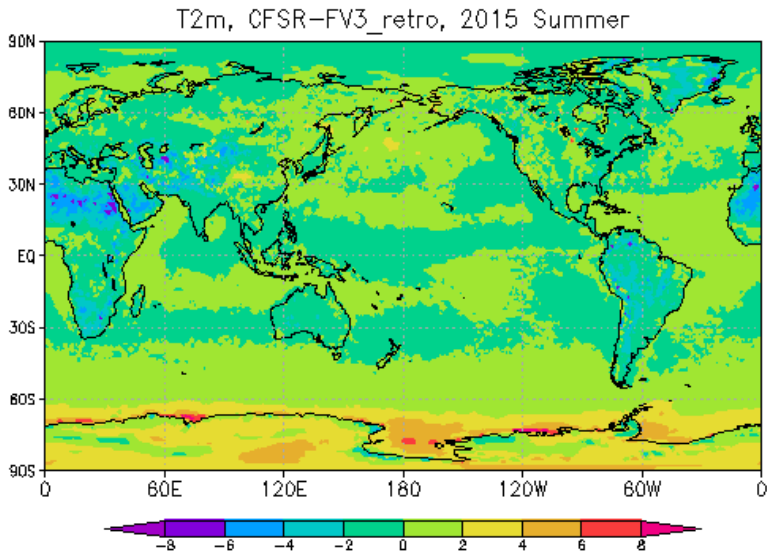 T2m, CFSR-FV3_retro, 2015 Summer
90N
60N
30N
EQ
30S
60S
90S
0 60E 120E 180 120W 60W 0
-8 -6 -4 -2 0 2 4 6 8